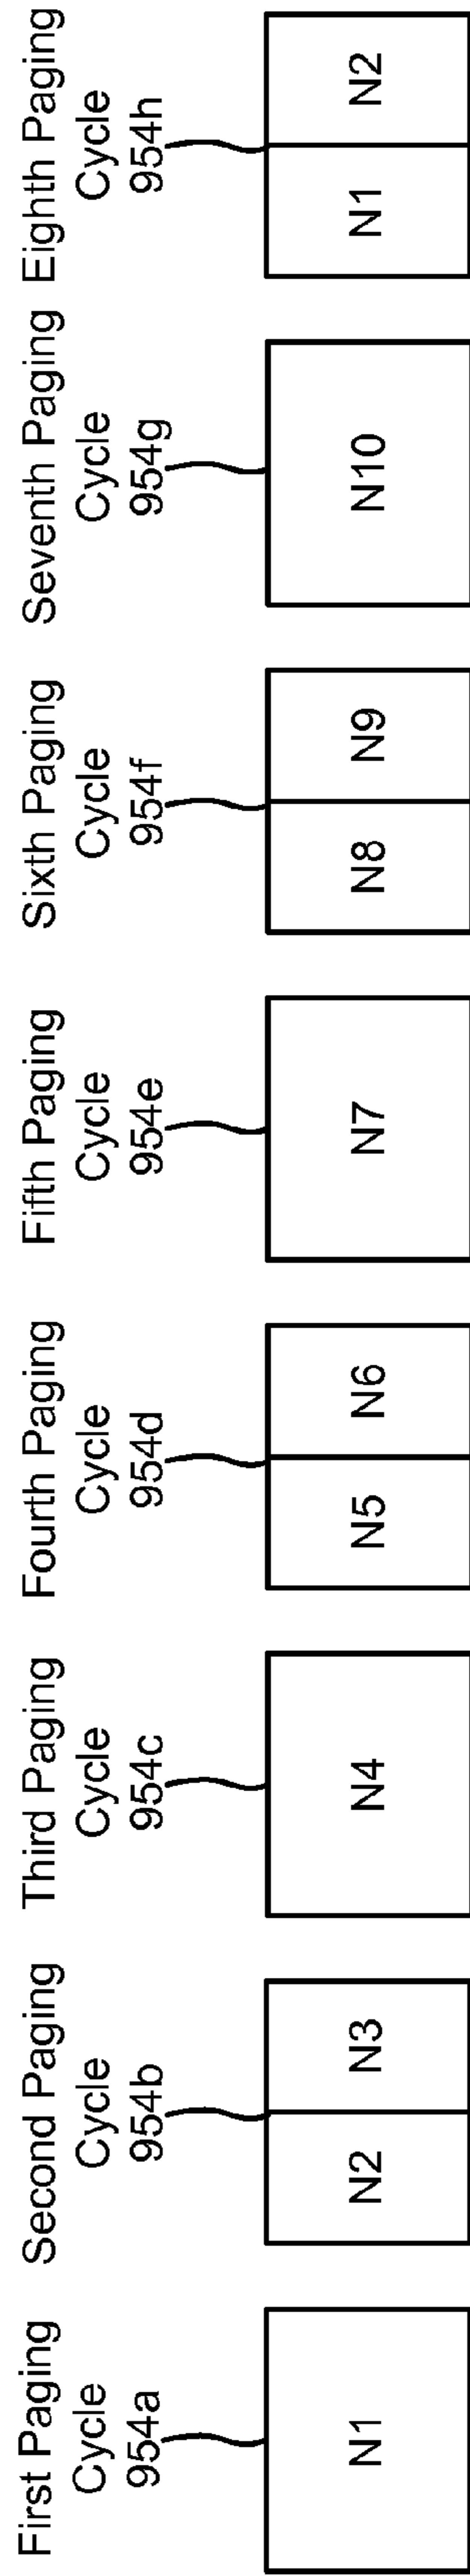 First Paging
Cycle
954a
N1
Second Paging
Cycle
954b
N2 N3
Third Paging
Cycle
954c
N4
Fourth Paging
Cycle
954d
N5 N6
Fifth Paging
Cycle
954e
N7
Sixth Paging
Cycle
954f
N8 N9
Seventh Paging
Cycle
954g
N10
Eighth Paging
Cycle
954h
N1 N2